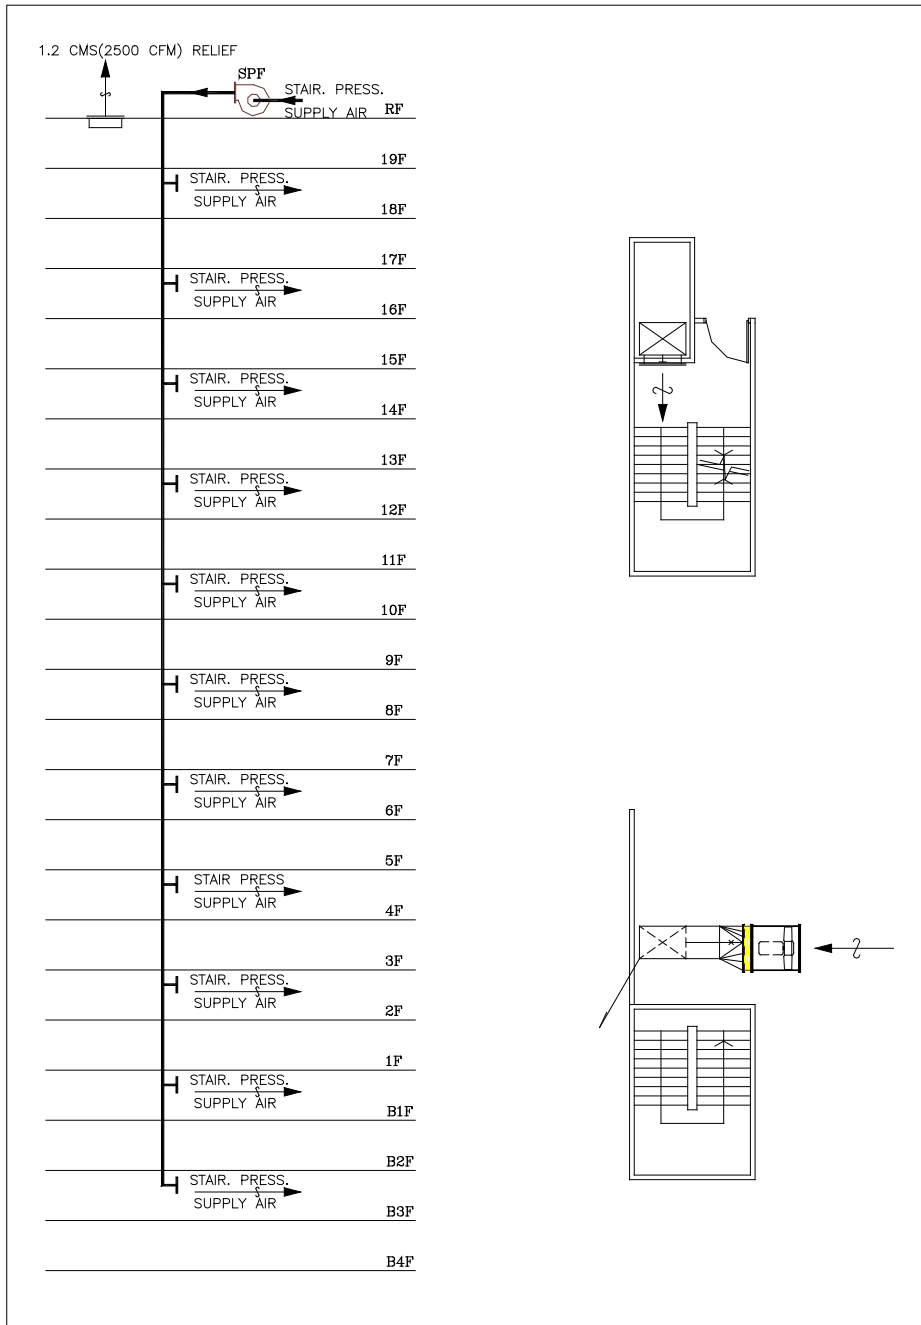 1.2 CMS(2500 CFM) RELIEF
SPF
STAIR. PRESS.
SUPPLY AIR
RF
19F
STAIR. PRESS.
SUPPLY AIR
18F
17F
STAIR. PRESS.
SUPPLY AIR
16F
15F
STAIR. PRESS.
SUPPLY AIR
14F
13F
STAIR. PRESS.
SUPPLY AIR
12F
11F
STAIR. PRESS.
SUPPLY AIR
10F
9F
STAIR. PRESS.
SUPPLY AIR
8F
7F
STAIR. PRESS.
SUPPLY AIR
6F
5F
STAIR PRESS
SUPPLY AIR
4F
3F
STAIR. PRESS.
SUPPLY AIR
2F
1F
STAIR. PRESS.
SUPPLY AIR
B1F
B2F
STAIR. PRESS.
SUPPLY AIR
B3F
B4F